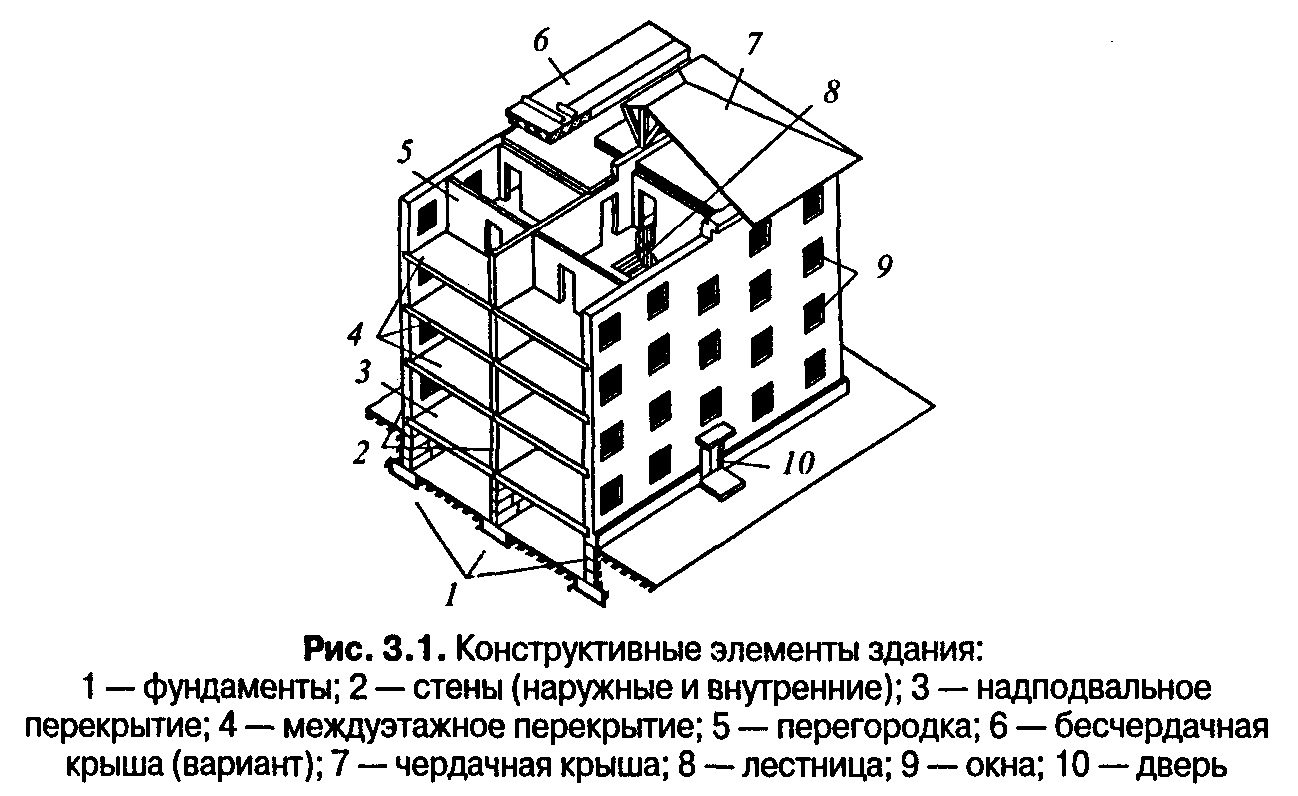 6
7
8
5
9
4
3
2
10
1
Рис. 3.1. Конструктивные элементы здания:
1 — фундаменты; 2 — стены (наружные и внутренние); 3 — надподвальное
перекрытие; 4 — междуэтажное перекрытие; 5 — перегородка; 6 — бесчердачная
крыша (вариант); 7 — чердачная крыша; 8 — лестница; 9 — окна; 10 — дверь